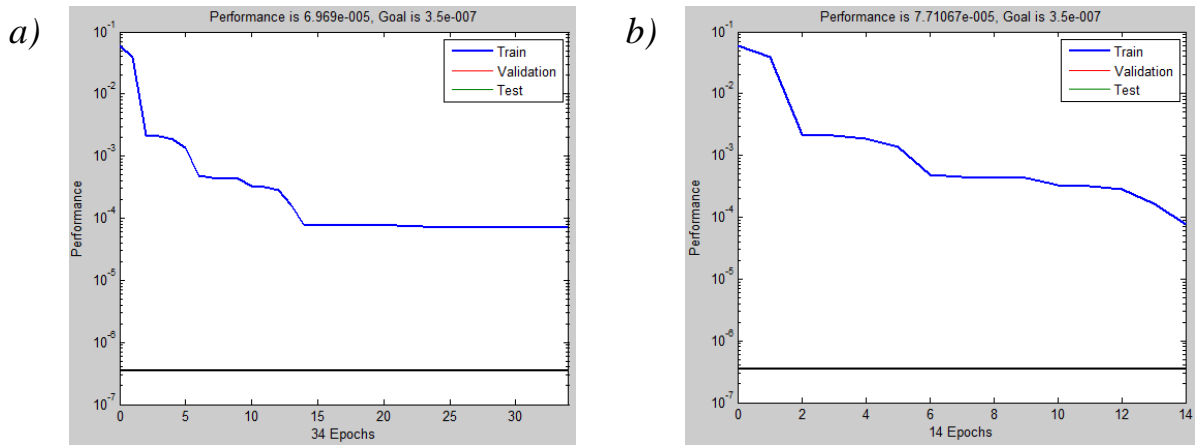 a)
Performance is 6.969e-005, Goal is 3.5e-007
10^-1
10^-2
10^-3
10^-4
10^-5
10^-6
10^-7
Performance
Train
Validation
Test
0 5 10 15 20 25 30
34 Epochs
b)
Performance is 7.71067e-005, Goal is 3.5e-007
10^-1
10^-2
10^-3
10^-4
10^-5
10^-6
10^-7
Performance
Train
Validation
Test
0 2 4 6 8 10 12 14
14 Epochs